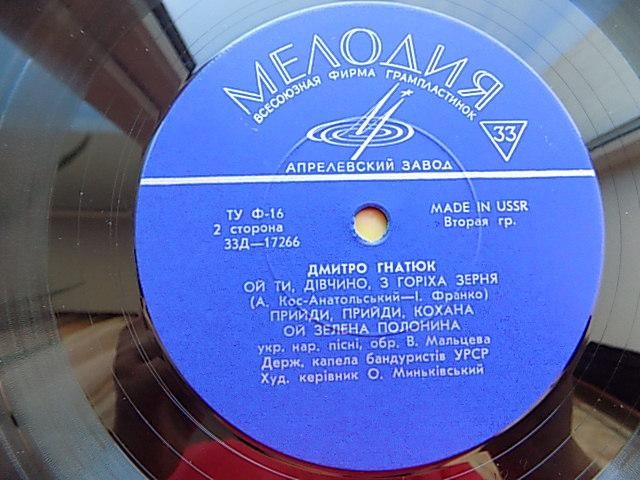 МЕЛОДИЯ
ВСЕСОЮЗНАЯ ФИРМА ГРАМПЛАСТИНОК
33
АПРЕЛЕВСКИЙ ЗАВОД
ТУ Ф-16
2 сторона
33Д—17266
MADE IN USSR
Вторая гр.
ДМИТРО ГНАТЮК
ОЙ ТИ, ДІВЧИНО, З ГОРІХА ЗЕРНЯ
(А. Кос-Анатольський—І. Франко)
ПРИЙДИ, ПРИЙДИ, КОХАНА
ОЙ ЗЕЛЕНА ПОЛОНИНА
укр. нар. пісні, обр. В. Мальцева
Держ. капела бандуристів УРСР
Худ. керівник О. Миньківський